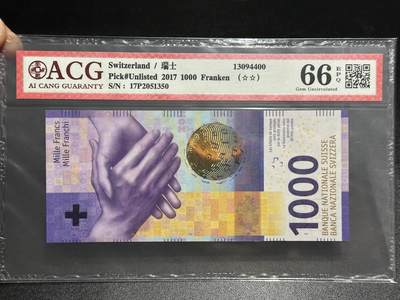 ACG
AI CANG GUARANTY
Switzerland / 瑞士
13094400
Pick#Unlisted 2017 1000 Franken (☆☆)
S/N : 17P2051350
66
EPQ
Gem Uncirculated
Mille Francs
Mille Franchi
1000
BANQUE NATIONALE SUISSE
BANCA NAZIONALE SVIZZERA